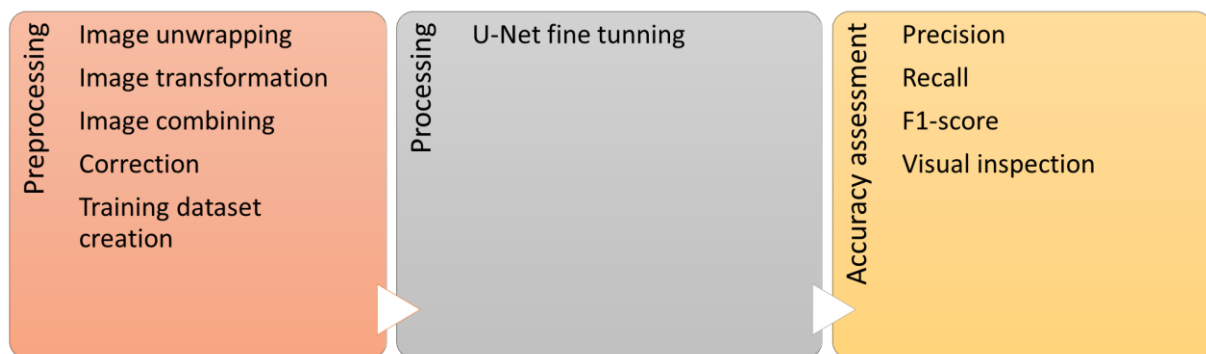 Preprocessing
Image unwrapping
Image transformation
Image combining
Correction
Training dataset
creation
Processing
U-Net fine tunning
Accuracy assessment
Precision
Recall
F1-score
Visual inspection